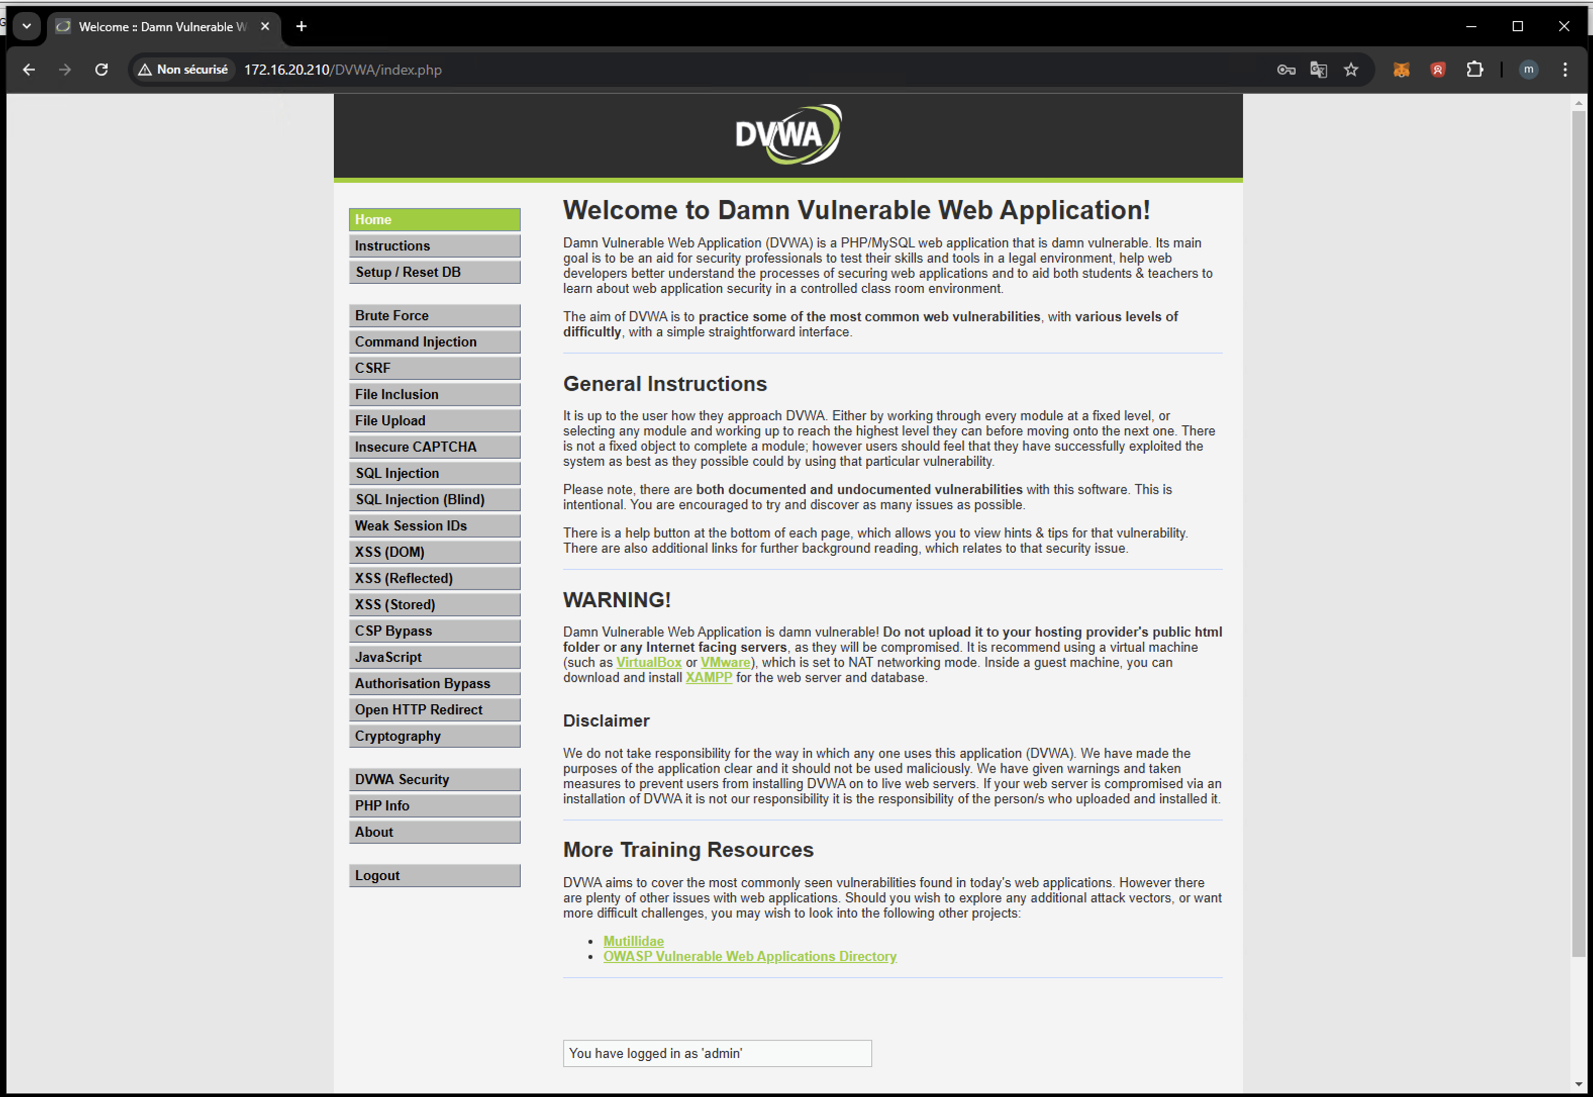 Welcome :: Damn Vulnerable W
Non sécurisé
172.16.20.210/DVWA/index.php
m
DVWA
Home
Instructions
Setup / Reset DB
Brute Force
Command Injection
CSRF
File Inclusion
File Upload
Insecure CAPTCHA
SQL Injection
SQL Injection (Blind)
Weak Session IDs
XSS (DOM)
XSS (Reflected)
XSS (Stored)
CSP Bypass
JavaScript
Authorisation Bypass
Open HTTP Redirect
Cryptography
DVWA Security
PHP Info
About
Logout
Welcome to Damn Vulnerable Web Application!
Damn Vulnerable Web Application (DVWA) is a PHP/MySQL web application that is damn vulnerable. Its main
goal is to be an aid for security professionals to test their skills and tools in a legal environment, help web
developers better understand the processes of securing web applications and to aid both students & teachers to
learn about web application security in a controlled class room environment.
The aim of DVWA is to practice some of the most common web vulnerabilities, with various levels of
difficultly, with a simple straightforward interface.
General Instructions
It is up to the user how they approach DVWA. Either by working through every module at a fixed level, or
selecting any module and working up to reach the highest level they can before moving onto the next one. There
is not a fixed object to complete a module; however users should feel that they have successfully exploited the
system as best as they possible could by using that particular vulnerability.
Please note, there are both documented and undocumented vulnerabilities with this software. This is
intentional. You are encouraged to try and discover as many issues as possible.
There is a help button at the bottom of each page, which allows you to view hints & tips for that vulnerability.
There are also additional links for further background reading, which relates to that security issue.
WARNING!
Damn Vulnerable Web Application is damn vulnerable! Do not upload it to your hosting provider's public html
folder or any Internet facing servers, as they will be compromised. It is recommend using a virtual machine
(such as VirtualBox or VMware), which is set to NAT networking mode. Inside a guest machine, you can
download and install XAMPP for the web server and database.
Disclaimer
We do not take responsibility for the way in which any one uses this application (DVWA). We have made the
purposes of the application clear and it should not be used maliciously. We have given warnings and taken
measures to prevent users from installing DVWA on to live web servers. If your web server is compromised via an
installation of DVWA it is not our responsibility it is the responsibility of the person/s who uploaded and installed it.
More Training Resources
DVWA aims to cover the most commonly seen vulnerabilities found in today's web applications. However there
are plenty of other issues with web applications. Should you wish to explore any additional attack vectors, or want
more difficult challenges, you may wish to look into the following other projects:
• Mutillidae
• OWASP Vulnerable Web Applications Directory
You have logged in as 'admin'